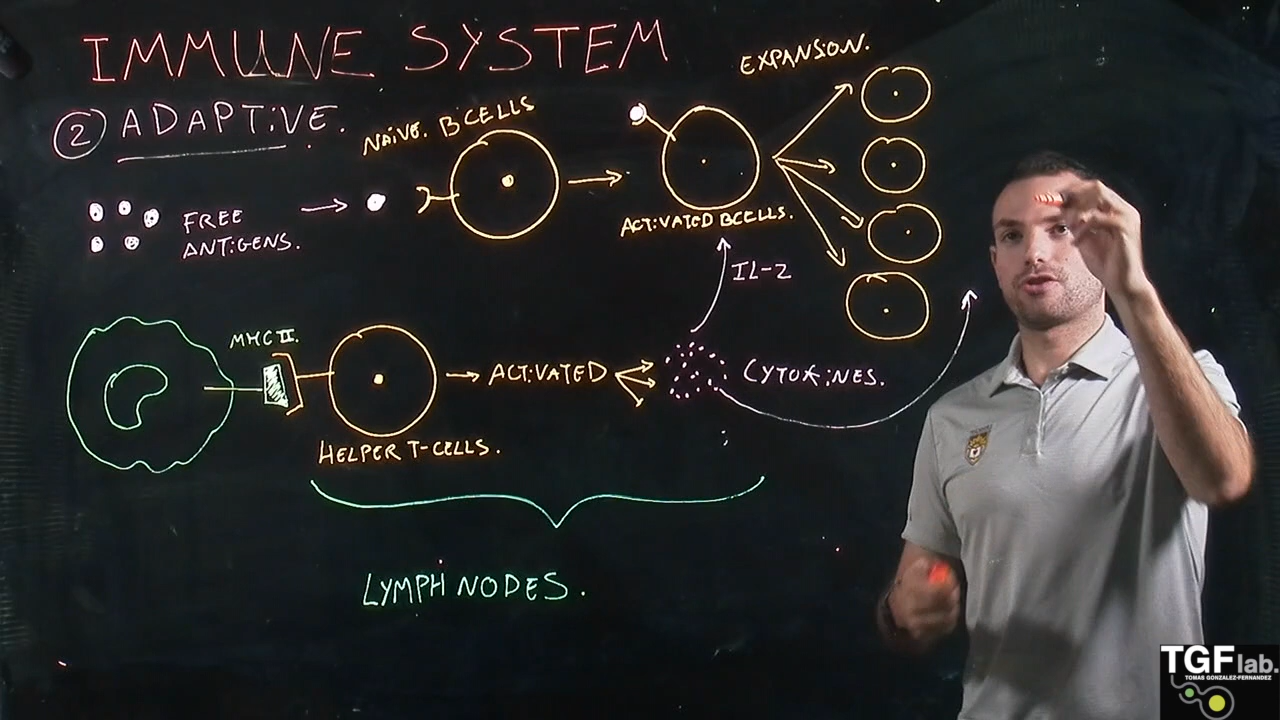 IMMUNE SYSTEM
② ADAPTIVE.
NAIVE. B CELLS
EXPANSION.
FREE
ANTIGENS.
ACTIVATED BCELLS.
IL-2
MHC II.
ACTIVATED
CYTOKINES.
HELPER T-CELLS.
LYMPH NODES.
TGF lab.
TOMAS GONZALEZ-FERNANDEZ